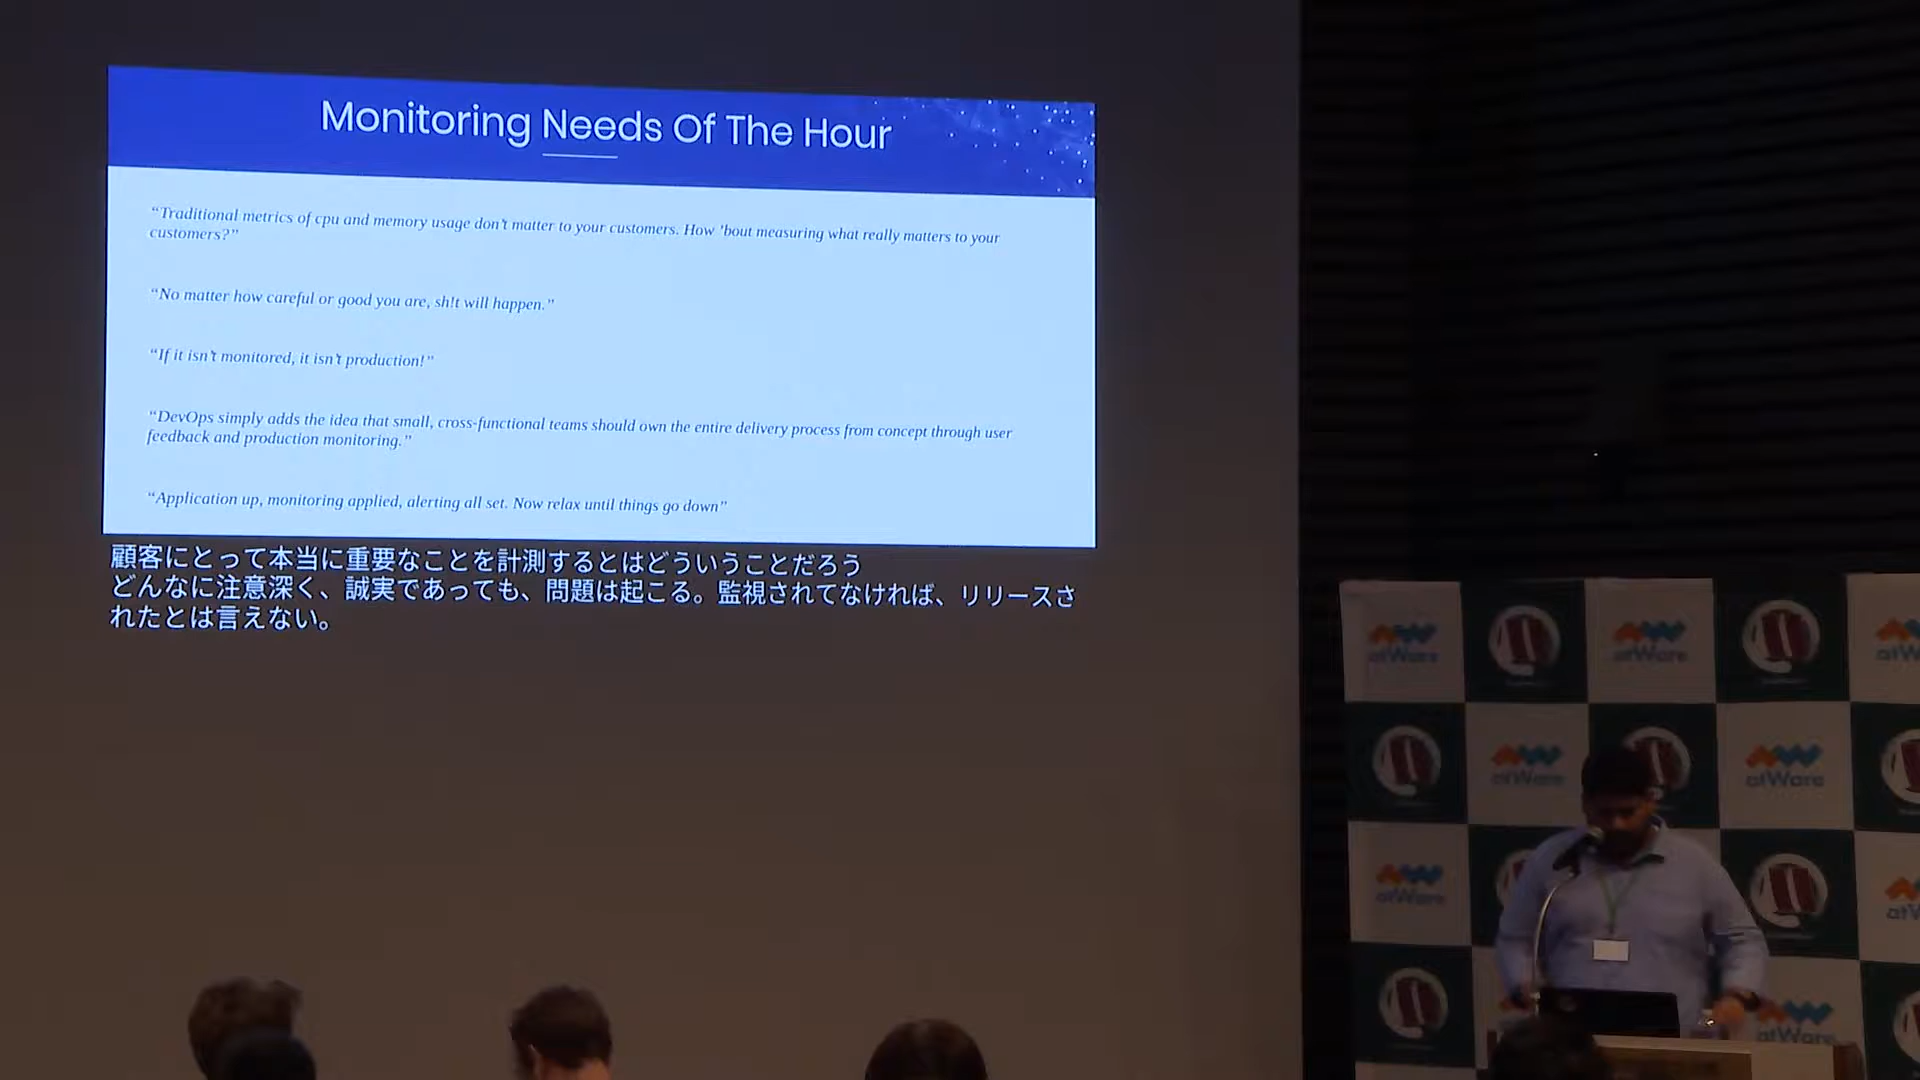 Monitoring Needs Of The Hour
“Traditional metrics of cpu and memory usage don’t matter to your customers. How ’bout measuring what really matters to your
customers?”
“No matter how careful or good you are, sh!t will happen.”
“If it isn’t monitored, it isn’t production!”
“DevOps simply adds the idea that small, cross-functional teams should own the entire delivery process from concept through user
feedback and production monitoring.”
“Application up, monitoring applied, alerting all set. Now relax until things go down”
顧客にとって本当に重要なことを計測するとはどういうことだろう
どんなに注意深く、誠実であっても、問題は起こる。監視されてなければ、リリースさ
れたとは言えない。
atWare
atWare
atW
atWare
atWare
atWare
atW
atWare